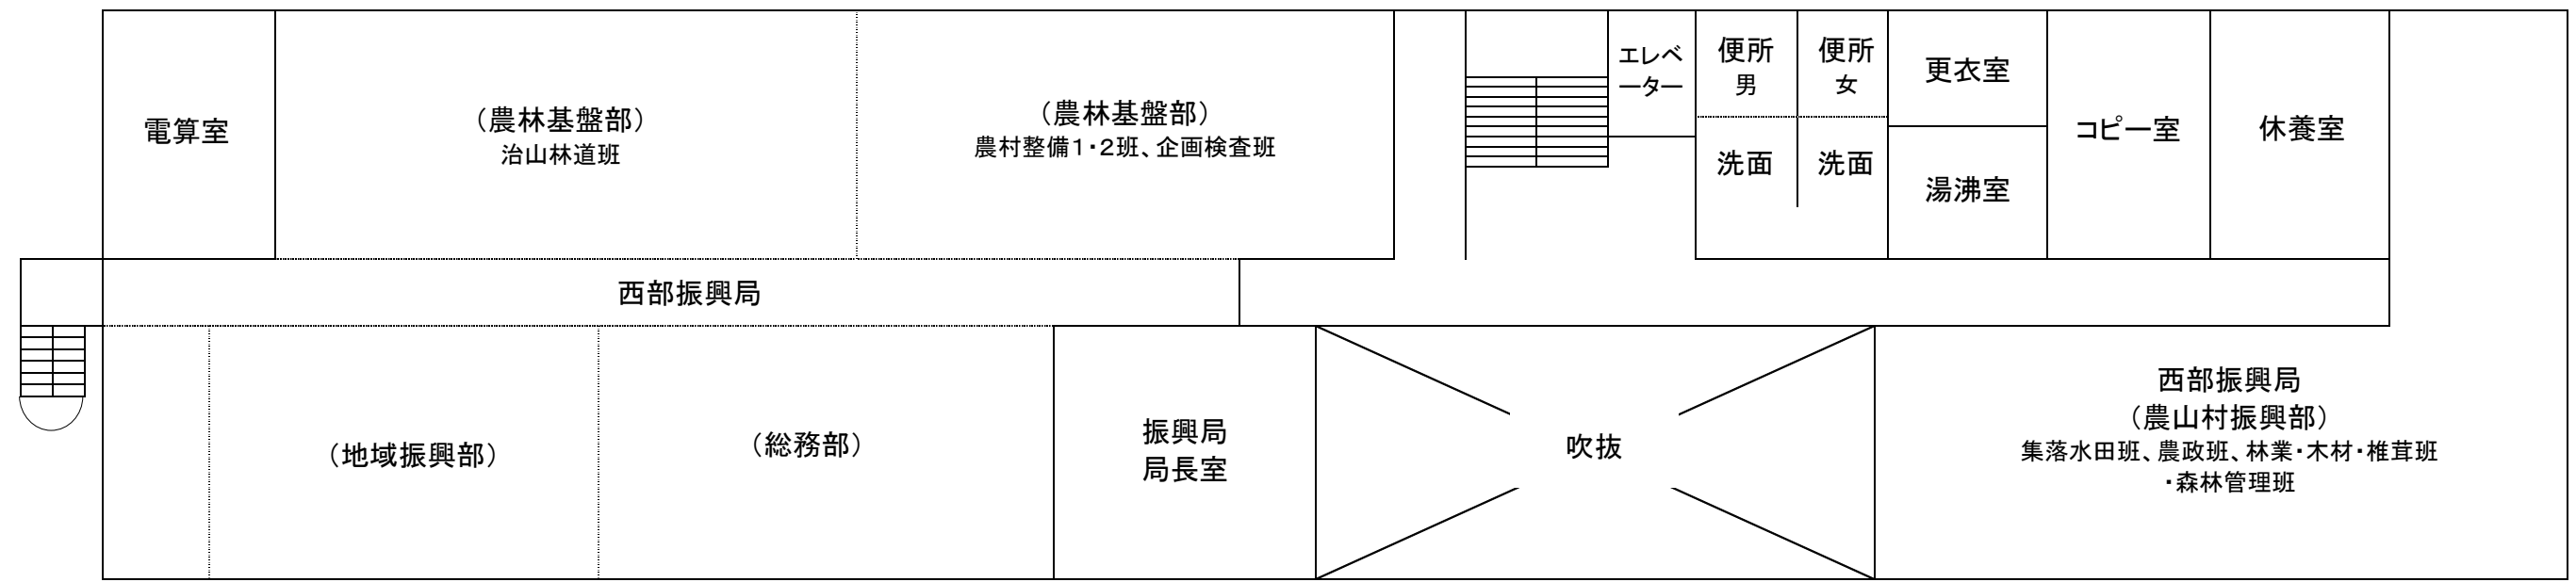 電算室
（農林基盤部）
治山林道班
（農林基盤部）
農村整備１・２班、企画検査班
エレベ
ーター
便所
男
便所
女
洗面
洗面
更衣室
湯沸室
コピー室
休養室
西部振興局
（地域振興部）
（総務部）
振興局
局長室
吹抜
西部振興局
（農山村振興部）
集落水田班、農政班、林業・木材・椎茸班
・森林管理班